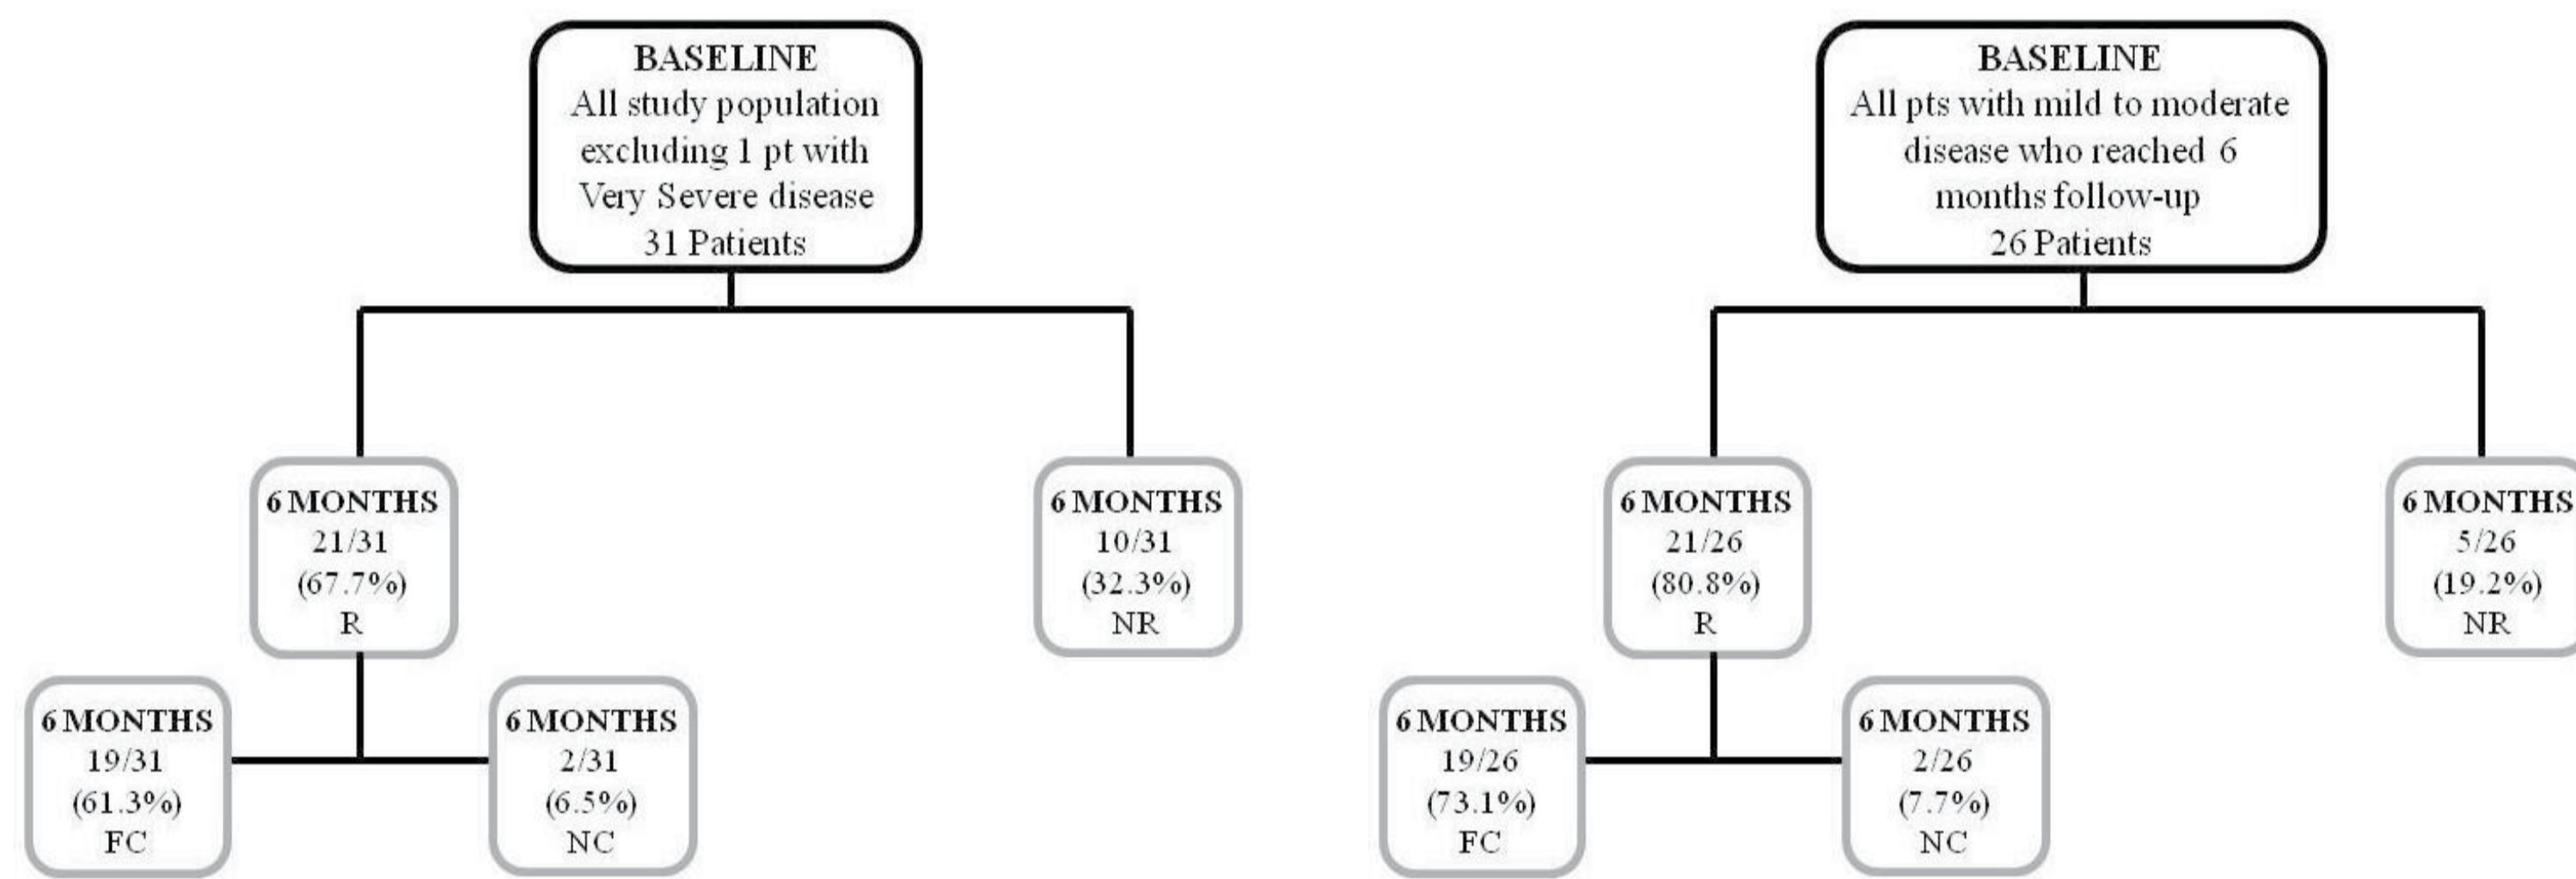 BASELINE
All study population
excluding 1 pt with
Very Severe disease
31 Patients
6 MONTHS
21/31
(67.7%)
R
6 MONTHS
10/31
(32.3%)
NR
6 MONTHS
19/31
(61.3%)
FC
6 MONTHS
2/31
(6.5%)
NC
BASELINE
All pts with mild to moderate
disease who reached 6
months follow-up
26 Patients
6 MONTHS
21/26
(80.8%)
R
6 MONTHS
5/26
(19.2%)
NR
6 MONTHS
19/26
(73.1%)
FC
6 MONTHS
2/26
(7.7%)
NC